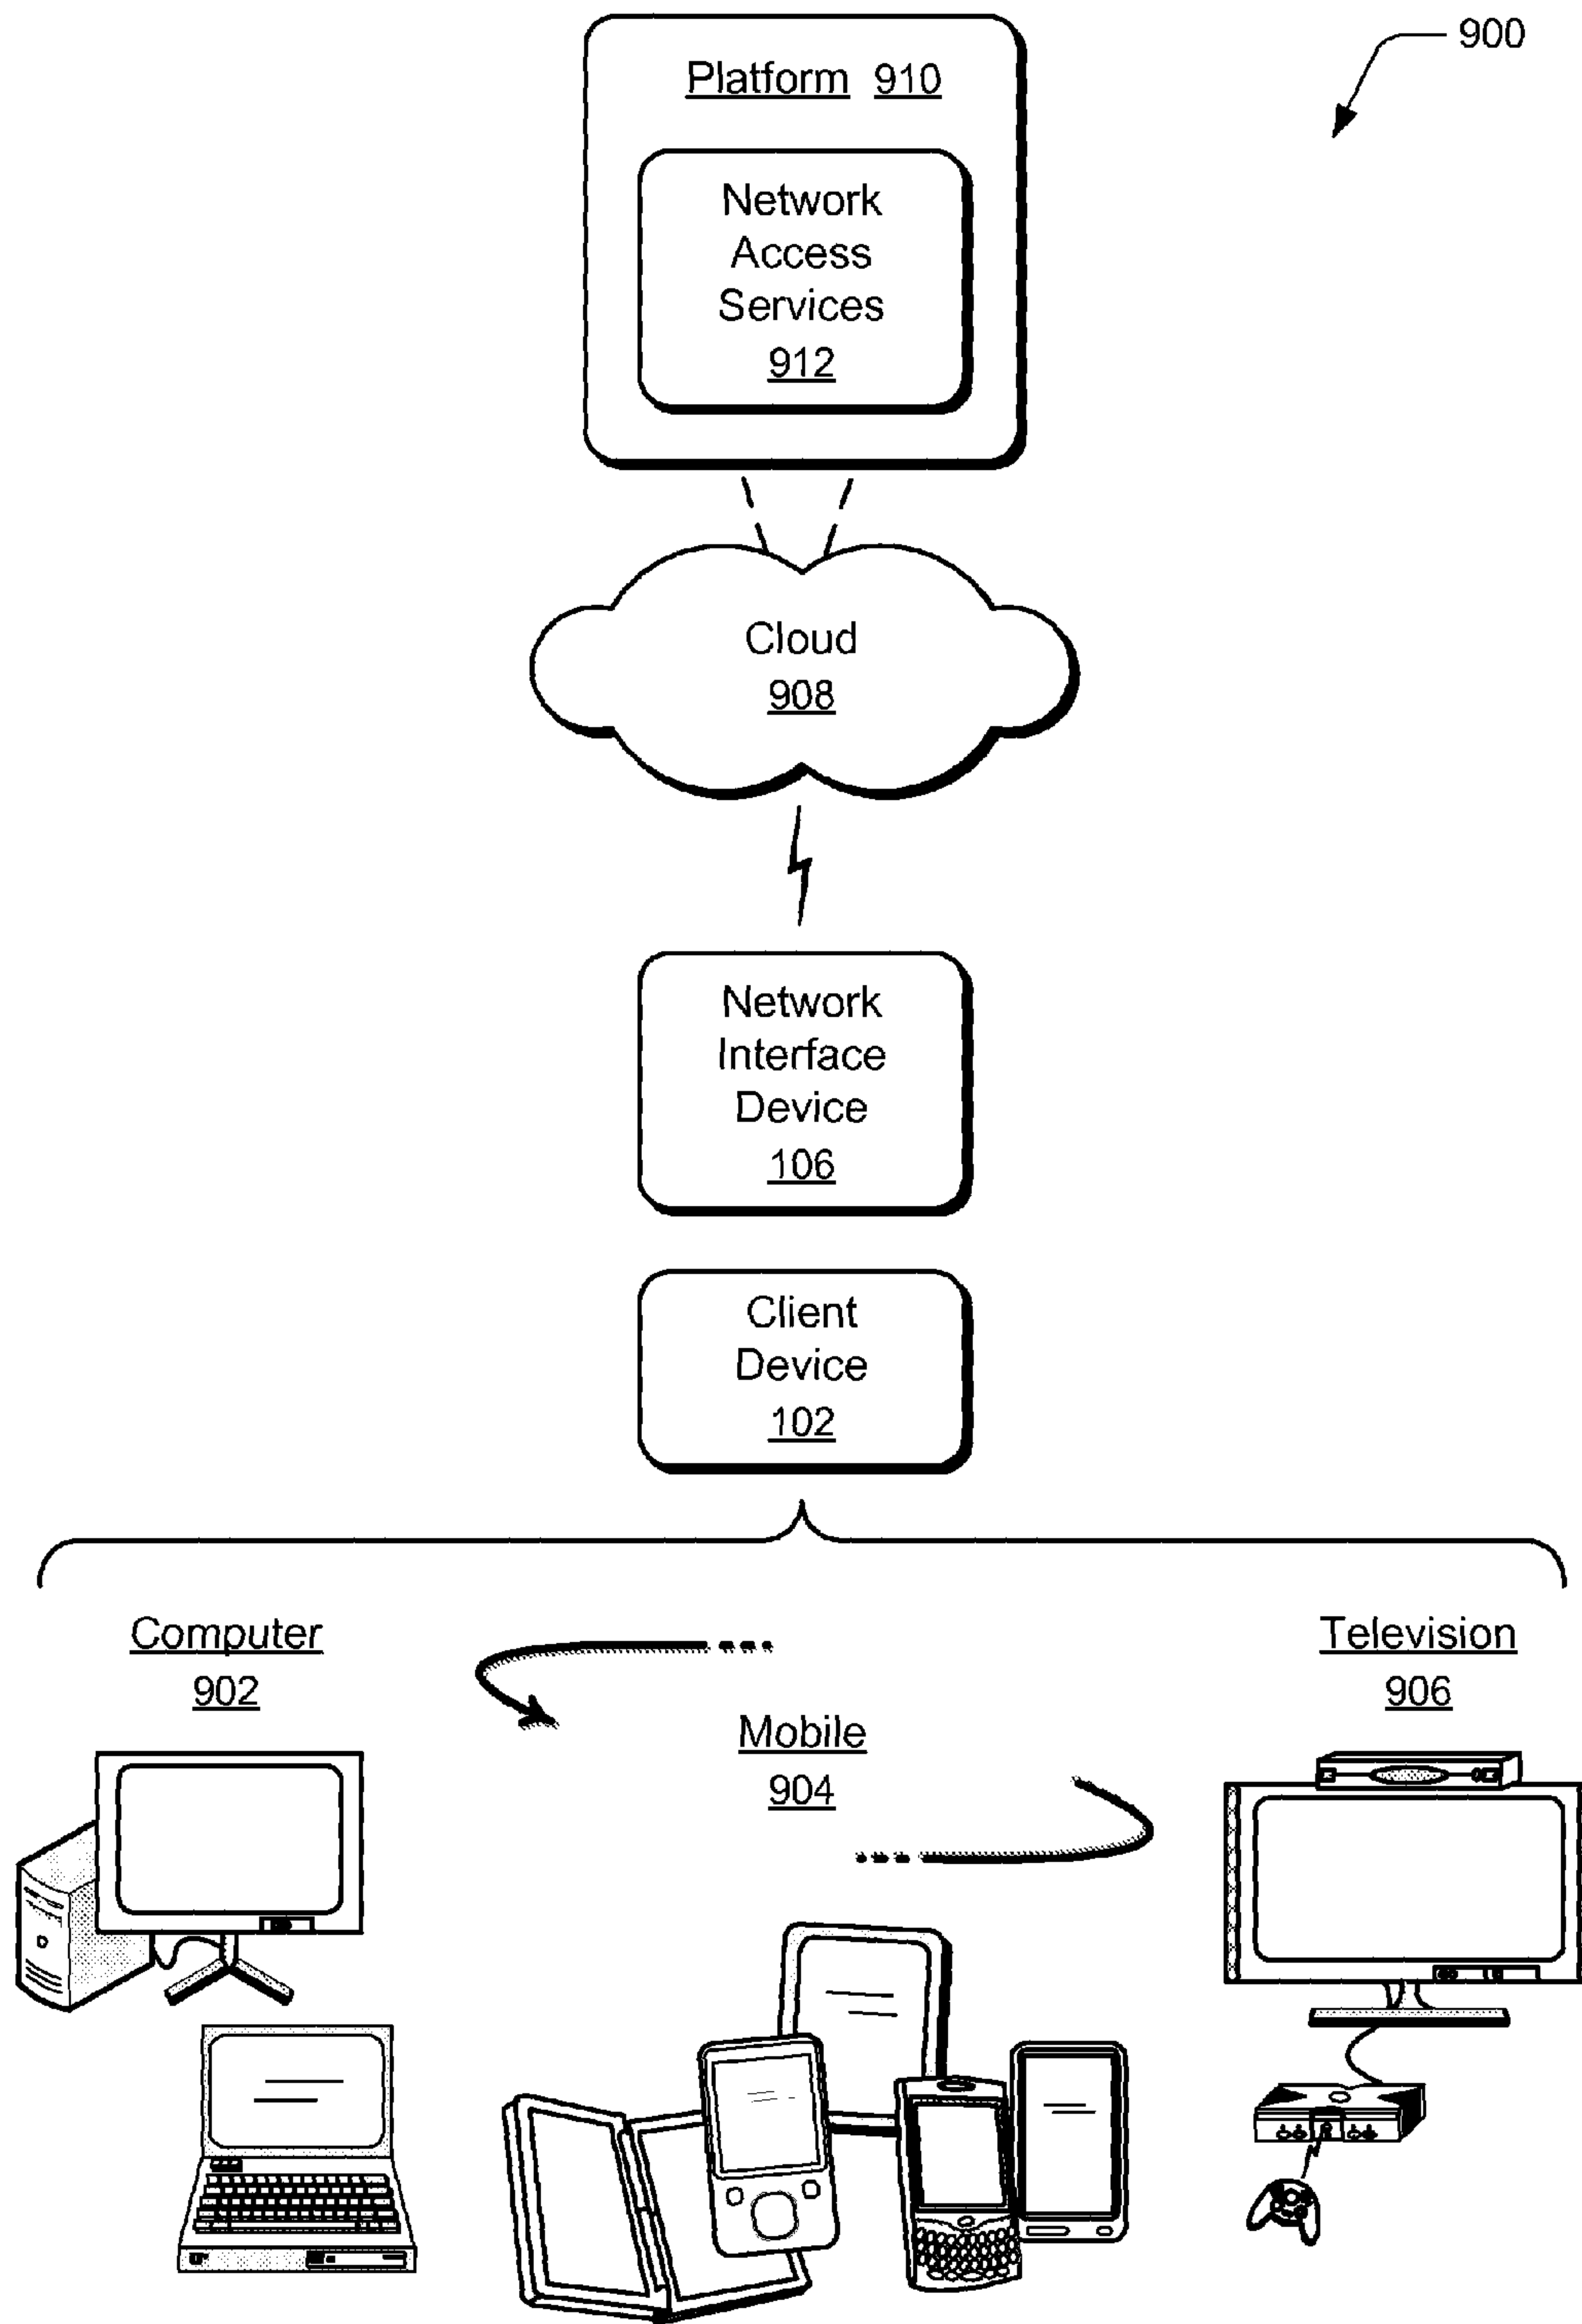 900
Platform 910
Network
Access
Services
912
Cloud
908
Network
Interface
Device
106
Client
Device
102
Computer
902
Television
906
Mobile
904